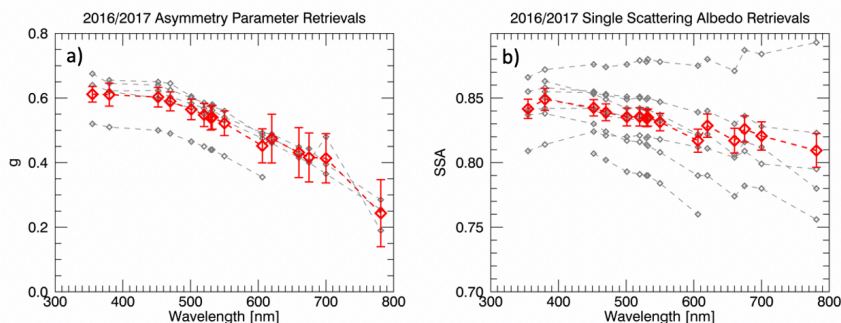 2016/2017 Asymmetry Parameter Retrievals
0.8
a)
0.6
g
0.4
0.2
0.0
300 400 500 600 700 800
Wavelength [nm]
2016/2017 Single Scattering Albedo Retrievals
b)
0.85
SSA
0.80
0.75
0.70
300 400 500 600 700 800
Wavelength [nm]